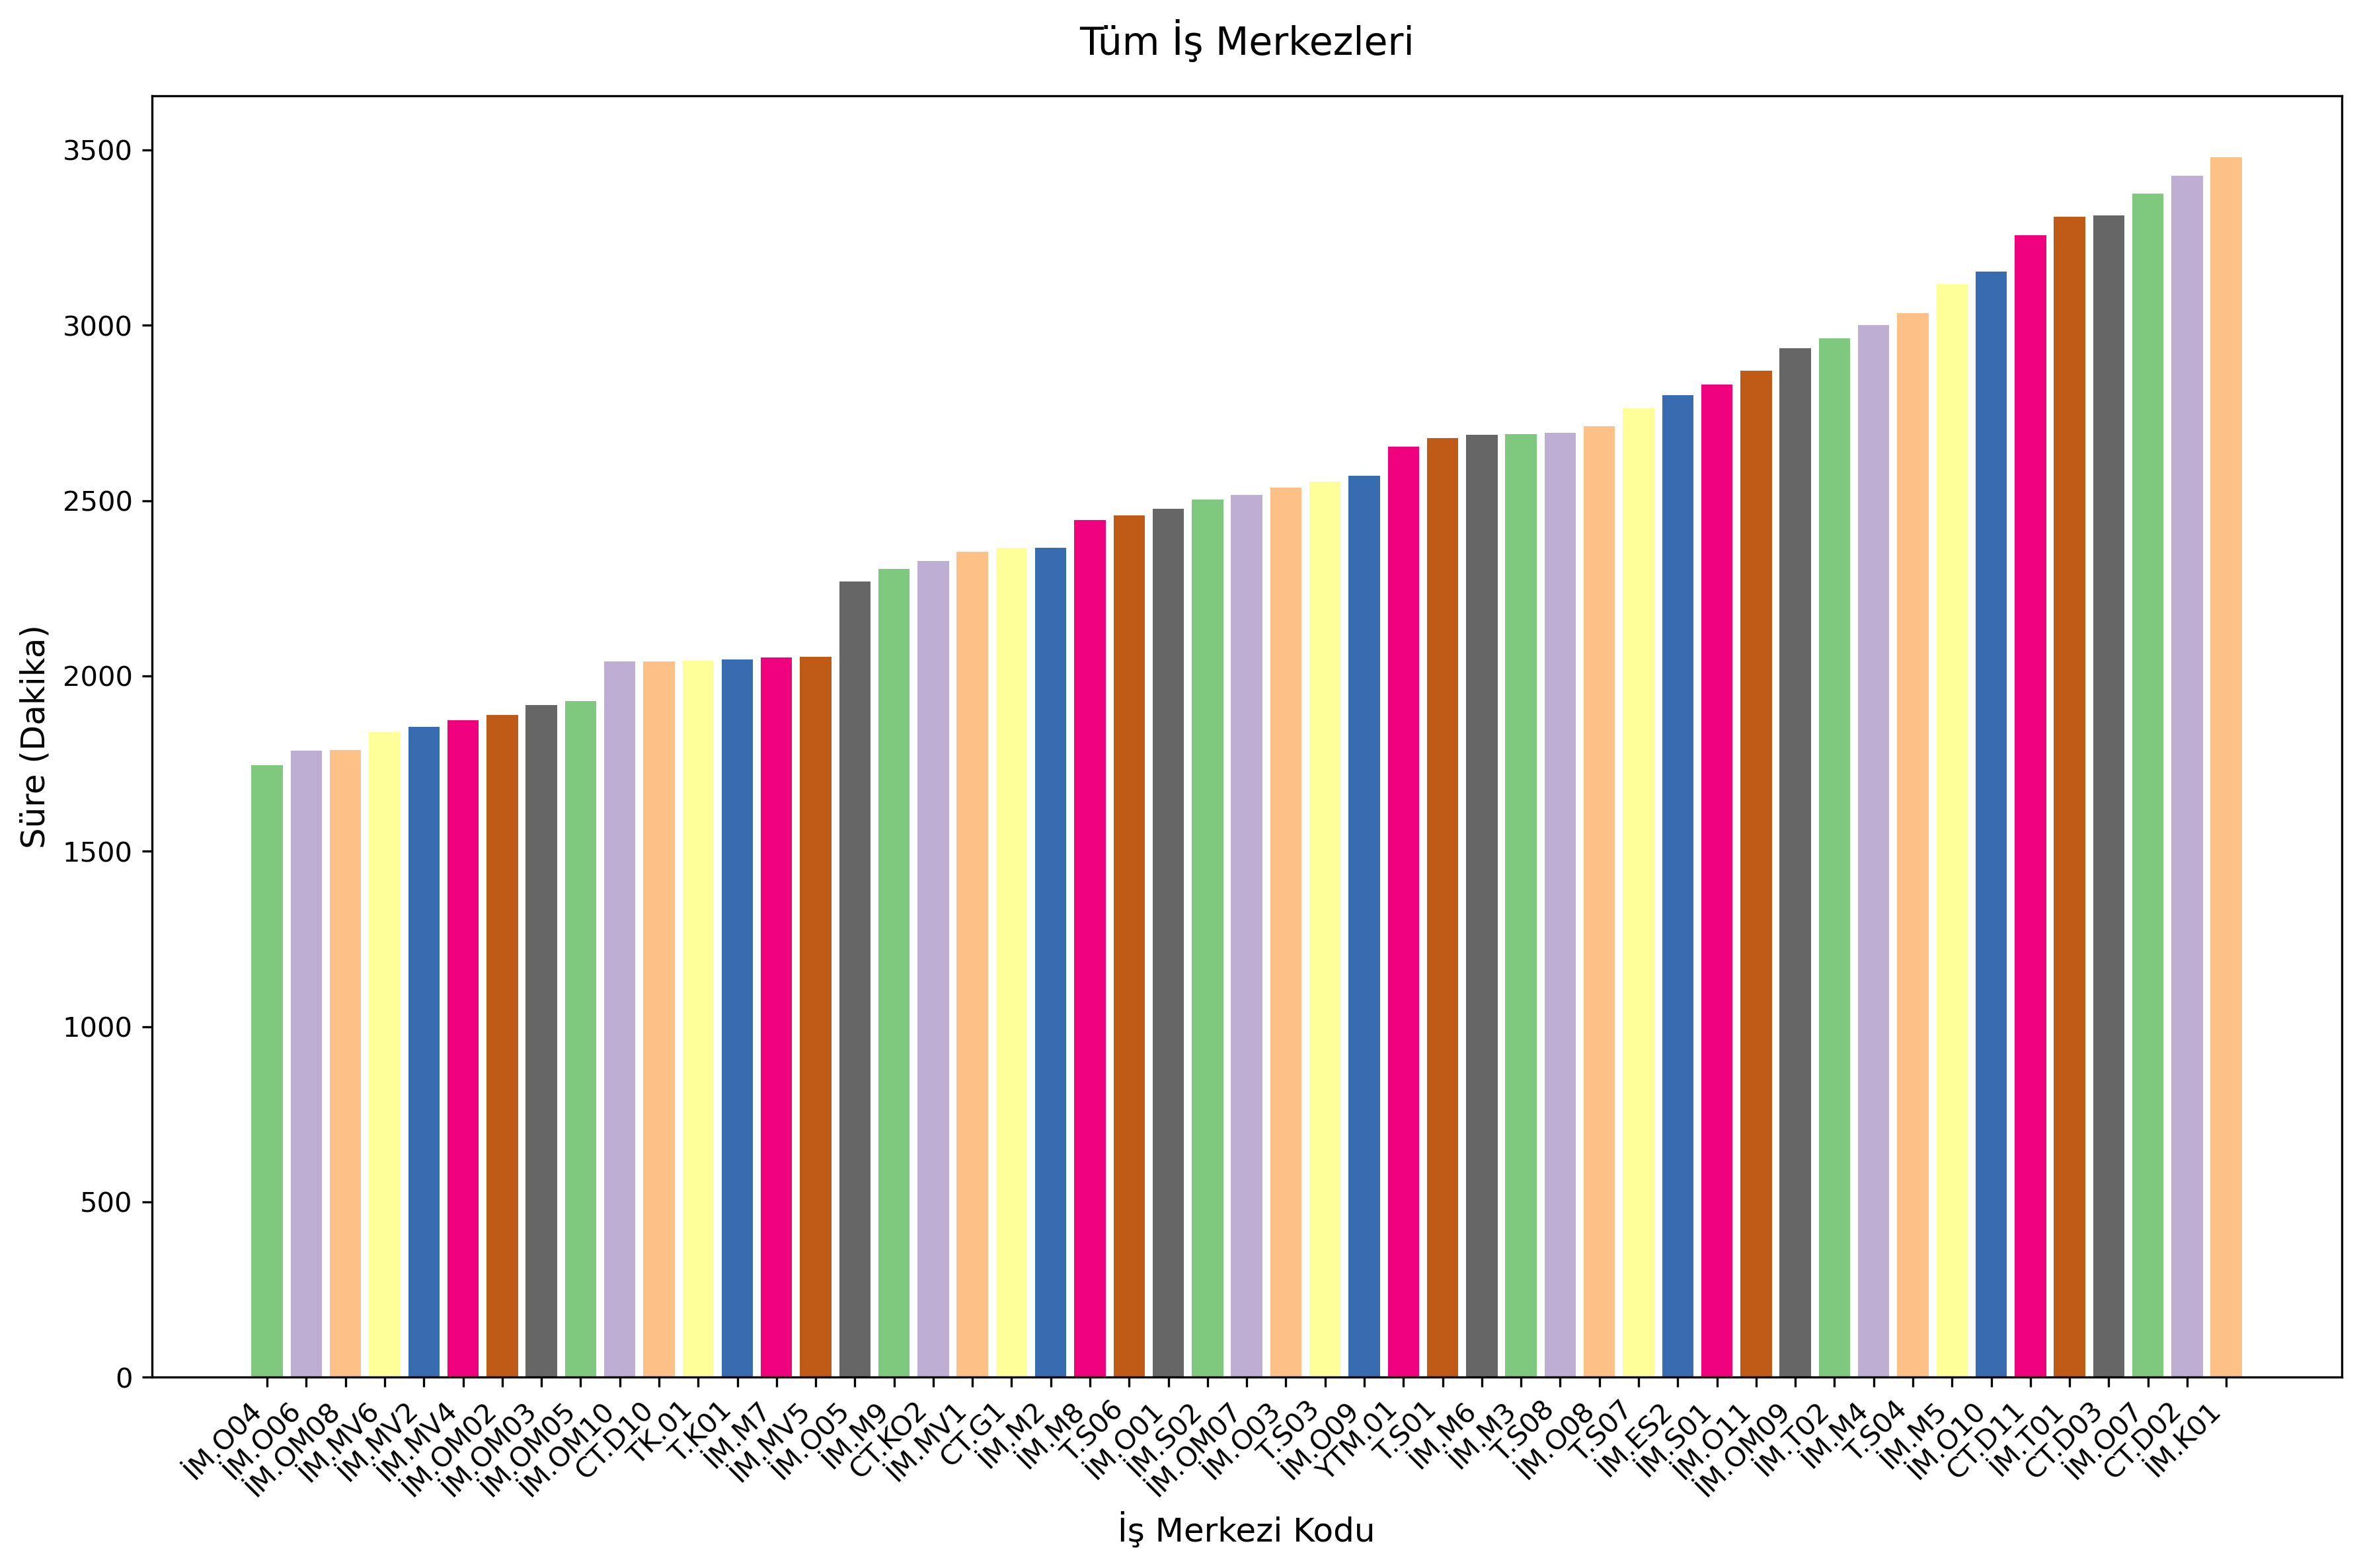 Tüm İş Merkezleri
Süre (Dakika)
3500
3000
2500
2000
1500
1000
500
0
İM.O04
İM.O06
İM.OM08
İM.MV6
İM.MV2
İM.MV4
İM.OM02
İM.OM03
İM.OM05
İM.OM10
CT.D10
TK.01
T.K01
İM.M7
İM.MV5
İM.O05
İM.M9
CT.KO2
İM.MV1
CT.G1
İM.M2
İM.M8
T.S06
İM.O01
İM.S02
İM.OM07
İM.O03
T.S03
İM.O09
YTM.01
T.S01
İM.M6
İM.M3
T.S08
İM.O08
T.S07
İM.ES2
İM.S01
İM.O11
İM.OM09
İM.T02
İM.M4
T.S04
İM.M5
İM.O10
CT.D11
İM.T01
CT.D03
İM.O07
CT.D02
İM.K01
İş Merkezi Kodu